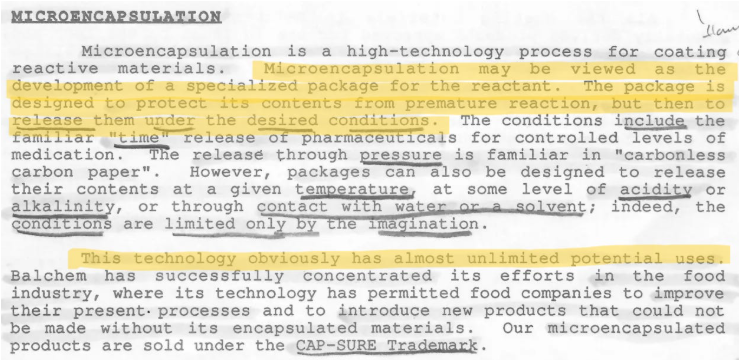 MICROENCAPSULATION
Microencapsulation is a high-technology process for coating
reactive materials. Microencapsulation may be viewed as the
development of a specialized package for the reactant. The package is
designed to protect its contents from premature reaction, but then to
release them under the desired conditions. The conditions include the
familiar "time" release of pharmaceuticals for controlled levels of
medication. The release through pressure is familiar in "carbonless
carbon paper". However, packages can also be designed to release
their contents at a given temperature, at some level of acidity or
alkalinity, or through contact with water or a solvent; indeed, the
conditions are limited only by the imagination.
This technology obviously has almost unlimited potential uses.
Balchem has successfully concentrated its efforts in the food
industry, where its technology has permitted food companies to improve
their present processes and to introduce new products that could not
be made without its encapsulated materials. Our microencapsulated
products are sold under the CAP-SURE Trademark.